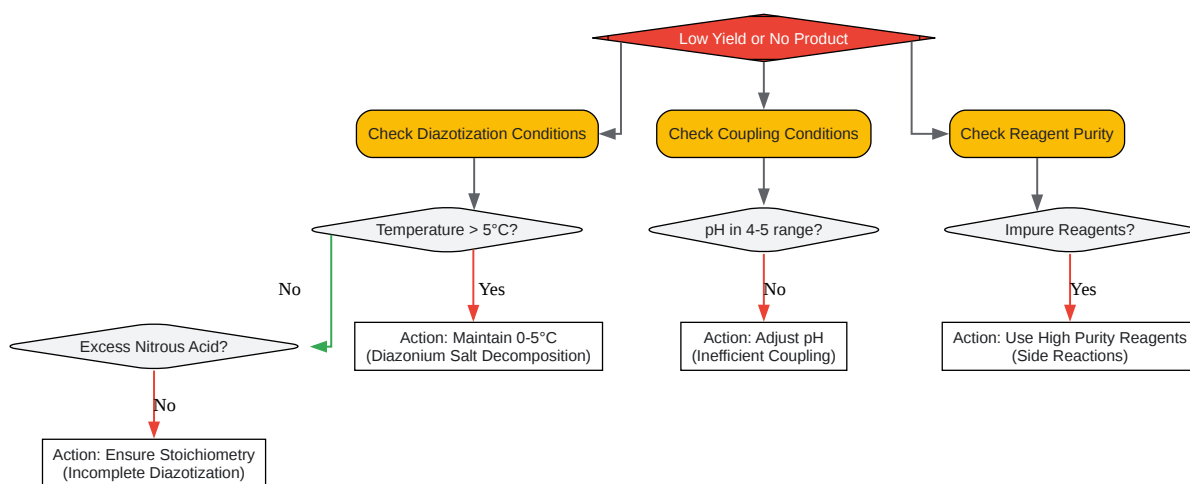 Low Yield or No Product
Check Diazotization Conditions
Check Coupling Conditions
Check Reagent Purity
Temperature > 5°C?
pH in 4-5 range?
Impure Reagents?
No
Yes
No
Yes
Excess Nitrous Acid?
Action: Maintain 0-5°C
(Diazonium Salt Decomposition)
Action: Adjust pH
(Inefficient Coupling)
Action: Use High Purity Reagents
(Side Reactions)
No
Action: Ensure Stoichiometry
(Incomplete Diazotization)